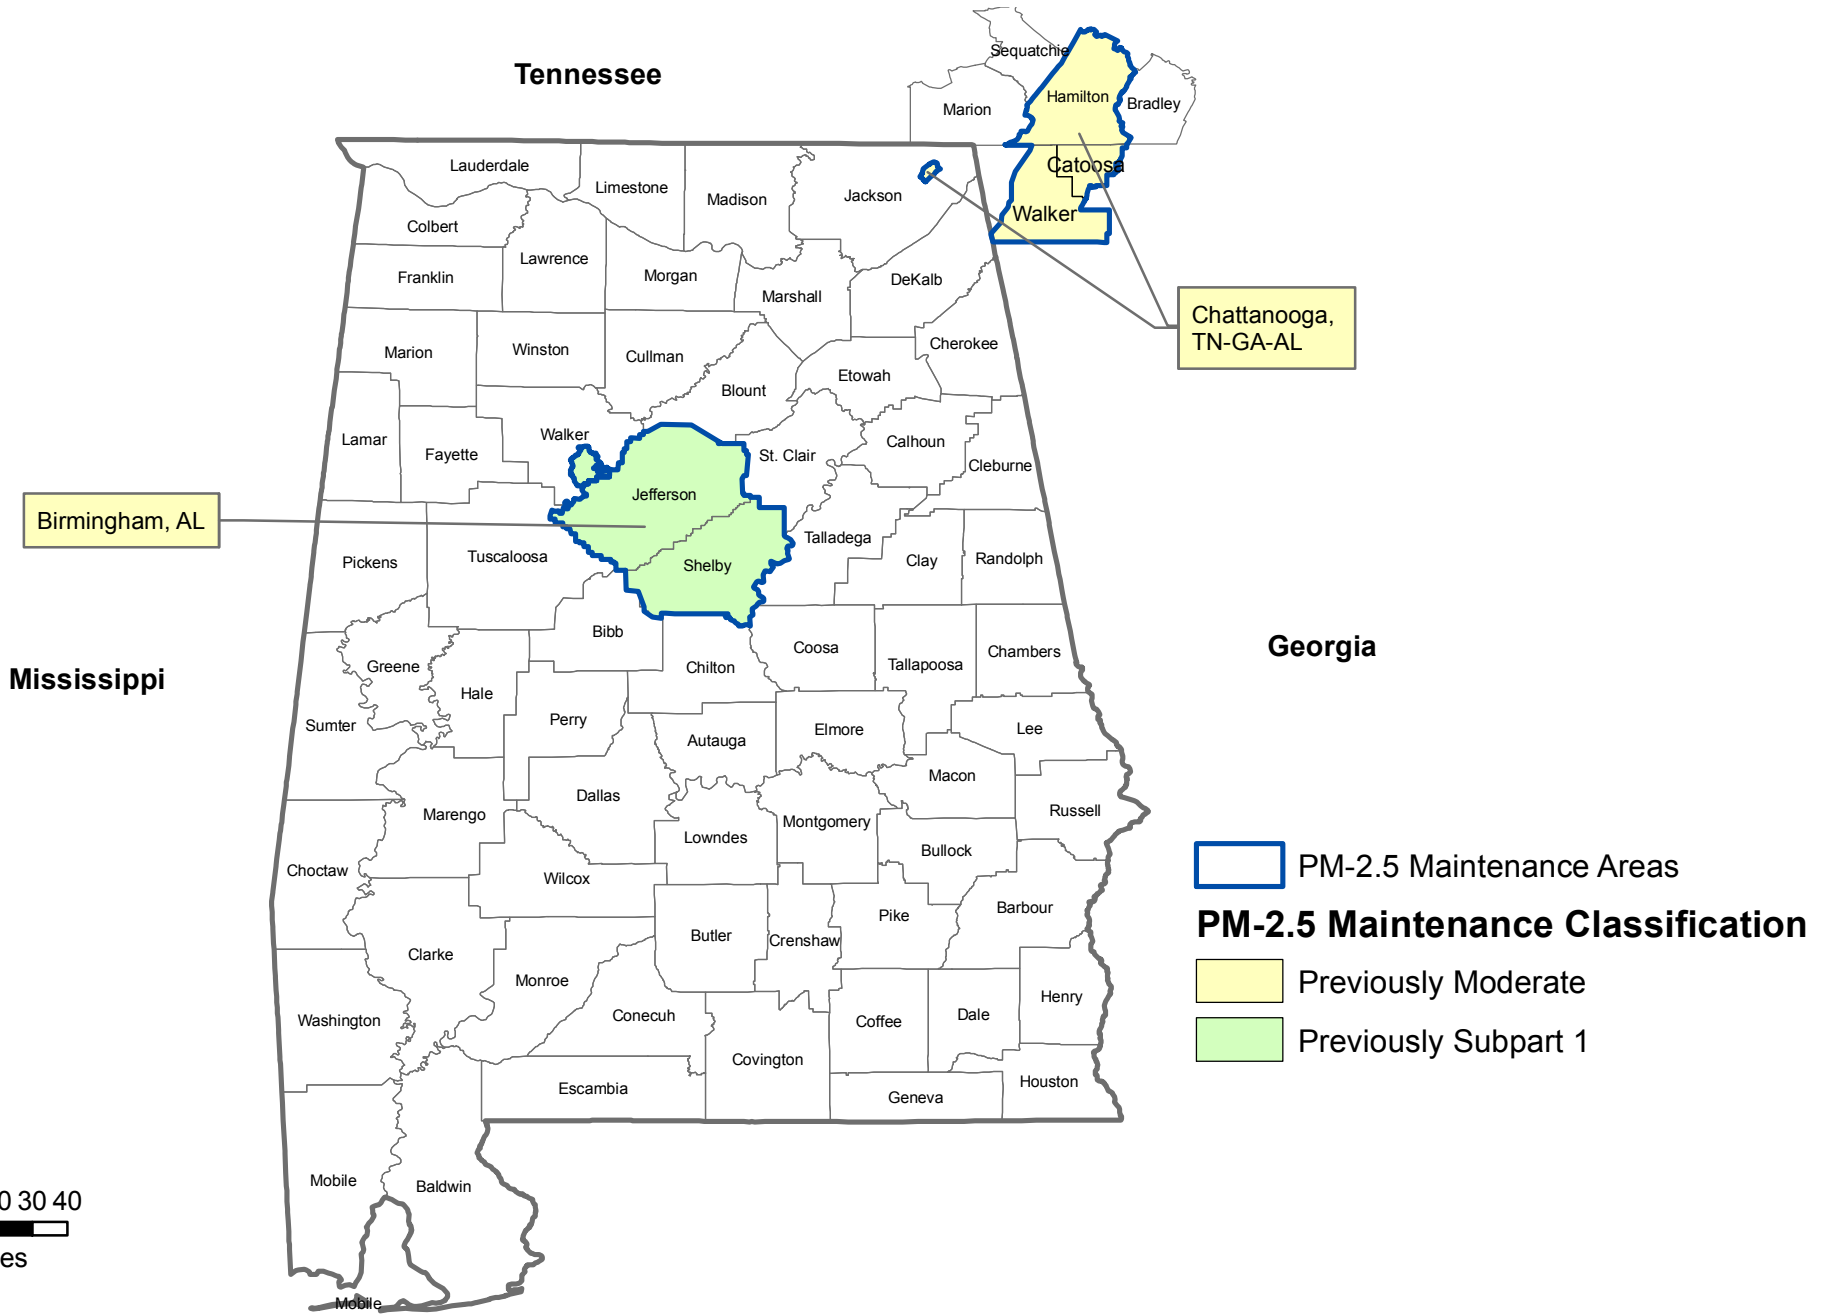 Sequatchie
Tennessee
Hamilton
Marion
Bradley
Lauderdale
Catoosa
Limestone
Madison
Jackson
Walker
Colbert
Lawrence
Franklin
Morgan
DeKalb
Marshall
Chattanooga,
TN-GA-AL
Cherokee
Marion
Winston
Cullman
Etowah
Blount
Walker
Lamar
Calhoun
Fayette
St. Clair
Cleburne
Jefferson
Birmingham, AL
Talladega
Tuscaloosa
Pickens
Shelby
Clay
Randolph
Bibb
Georgia
Coosa
Chambers
Greene
Chilton
Tallapoosa
Mississippi
Hale
Perry
Sumter
Elmore
Lee
Autauga
Macon
Dallas
Marengo
Montgomery
Russell
Lowndes
Bullock
Choctaw
PM-2.5 Maintenance Areas
Wilcox
Barbour
Pike
PM-2.5 Maintenance Classification
Butler
Crenshaw
Clarke
Monroe
Previously Moderate
Henry
Washington
Conecuh
Coffee
Dale
Previously Subpart 1
Covington
Escambia
Houston
Geneva
Mobile
Baldwin
0 30 40
es
Mobile